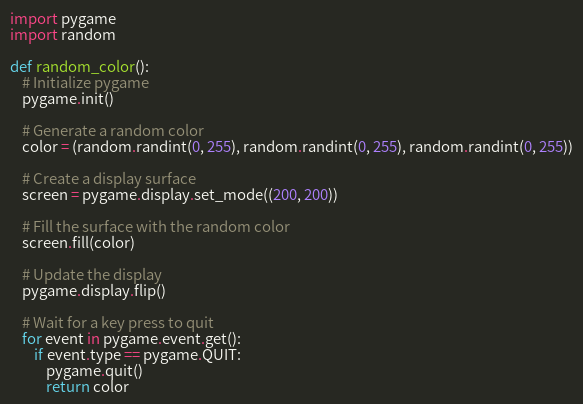 import pygame
import random

def random_color():
    # Initialize pygame
    pygame.init()

    # Generate a random color
    color = (random.randint(0, 255), random.randint(0, 255), random.randint(0, 255))

    # Create a display surface
    screen = pygame.display.set_mode((200, 200))

    # Fill the surface with the random color
    screen.fill(color)

    # Update the display
    pygame.display.flip()

    # Wait for a key press to quit
    for event in pygame.event.get():
        if event.type == pygame.QUIT:
            pygame.quit()
            return color